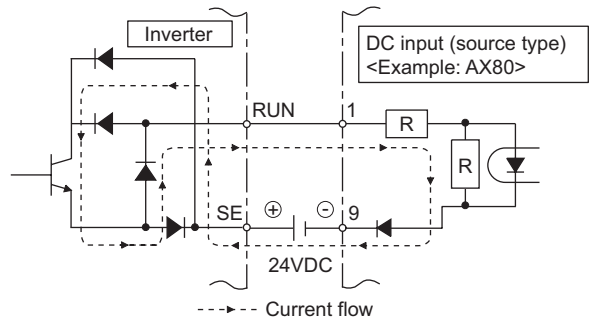 Inverter
DC input (source type)
<Example: AX80>
RUN
1
R
R
SE
⊕
⊖
9
24VDC
Current flow